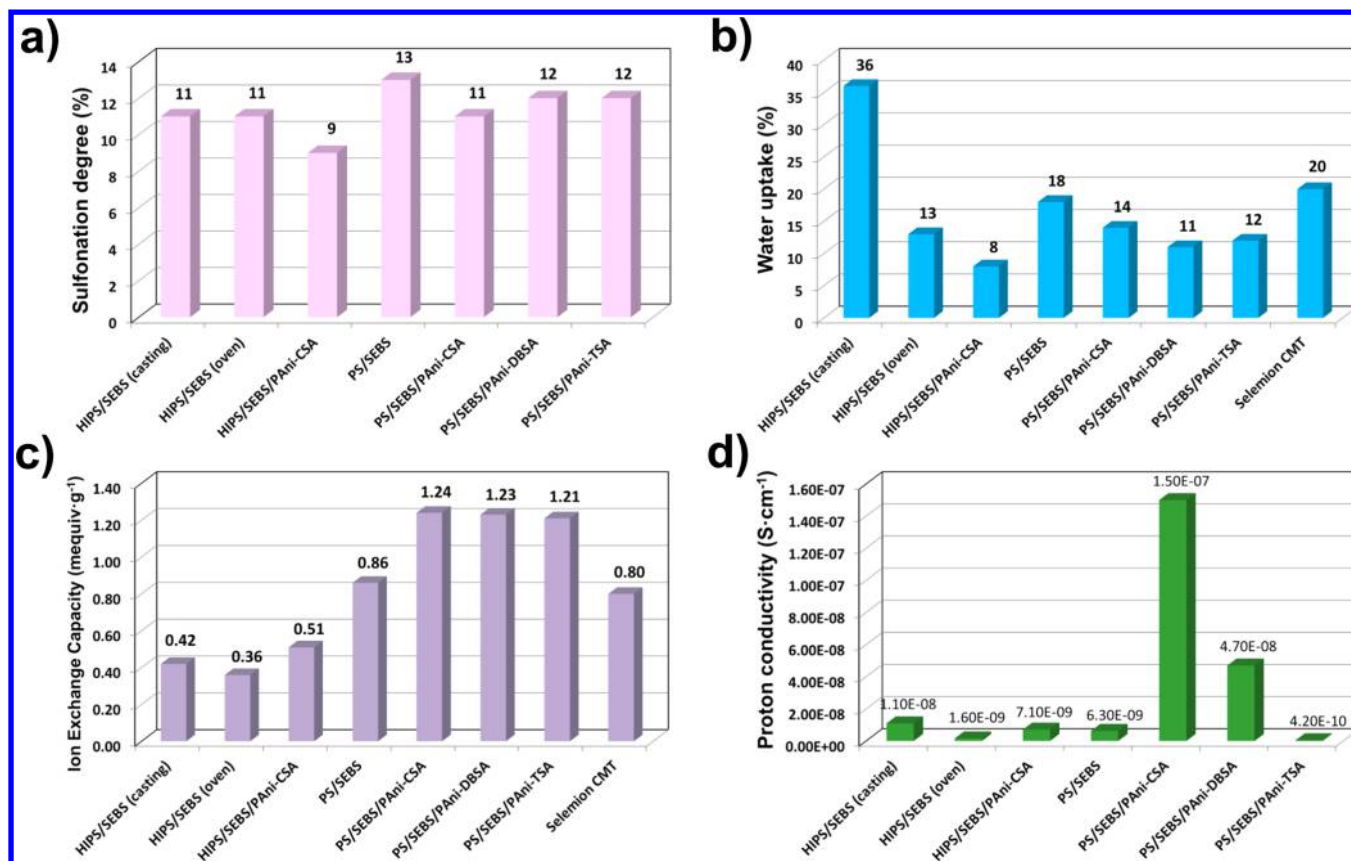 a)
Sulfonation degree (%)
14
12
10
8
6
4
2
0
11
11
9
13
11
12
12
HIPS/SEBS (casting)
HIPS/SEBS (oven)
HIPS/SEBS/PAni-CSA
PS/SEBS
PS/SEBS/PAni-CSA
PS/SEBS/PAni-DBSA
PS/SEBS/PAni-TSA
b)
Water uptake (%)
40
35
30
25
20
15
10
5
0
36
13
8
18
14
11
12
20
HIPS/SEBS (casting)
HIPS/SEBS (oven)
HIPS/SEBS/PAni-CSA
PS/SEBS
PS/SEBS/PAni-CSA
PS/SEBS/PAni-DBSA
PS/SEBS/PAni-TSA
Selemion CMT
c)
Ion Exchange Capacity (mequiv·g⁻¹)
1.40
1.20
1.00
0.80
0.60
0.40
0.20
0.00
0.42
0.36
0.51
0.86
1.24
1.23
1.21
0.80
HIPS/SEBS (casting)
HIPS/SEBS (oven)
HIPS/SEBS/PAni-CSA
PS/SEBS
PS/SEBS/PAni-CSA
PS/SEBS/PAni-DBSA
PS/SEBS/PAni-TSA
Selemion CMT
d)
Proton conductivity (S·cm⁻¹)
1.60E-07
1.40E-07
1.20E-07
1.00E-07
8.00E-08
6.00E-08
4.00E-08
2.00E-08
0.00E+00
1.10E-08
1.60E-09
7.10E-09
6.30E-09
1.50E-07
4.70E-08
4.20E-10
HIPS/SEBS (casting)
HIPS/SEBS (oven)
HIPS/SEBS/PAni-CSA
PS/SEBS
PS/SEBS/PAni-CSA
PS/SEBS/PAni-DBSA
PS/SEBS/PAni-TSA